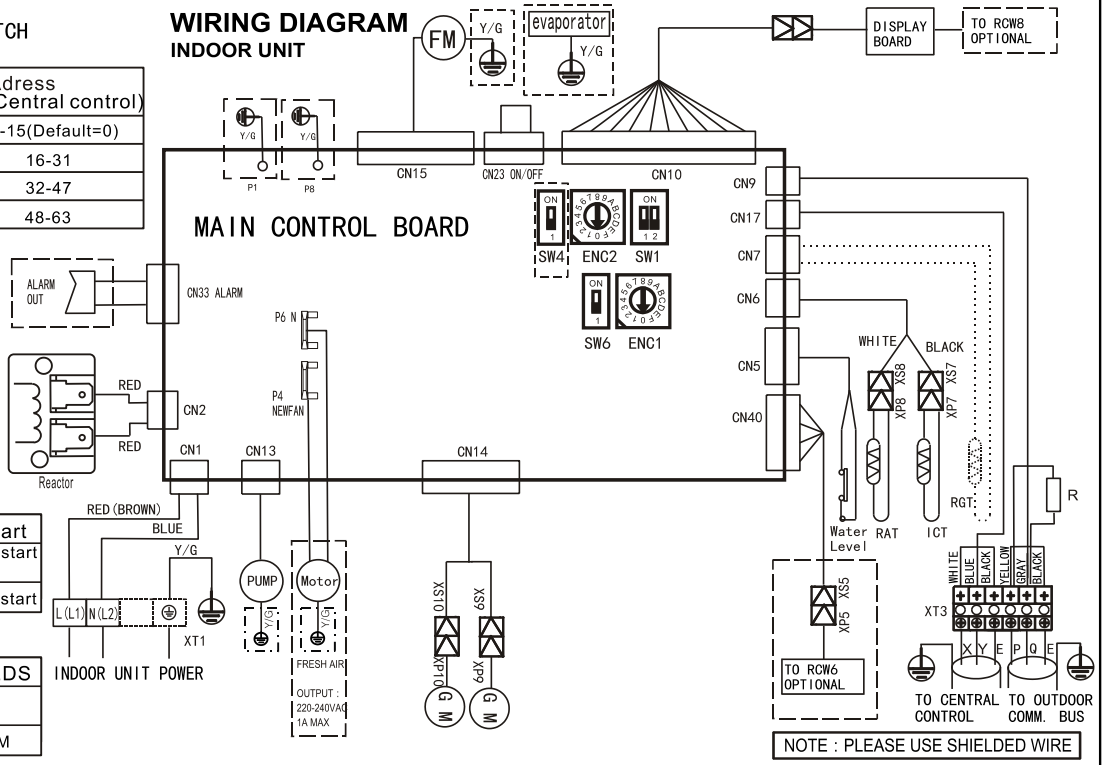 TCH
dress
Central control)
-15(Default=0)
16-31
32-47
48-63
WIRING DIAGRAM
INDOOR UNIT
FM
Y/G
evaporator
Y/G
DISPLAY
BOARD
TO RCW8
OPTIONAL
Y/G
P1
Y/G
P8
CN15
CN23 ON/OFF
CN10
MAIN CONTROL BOARD
ON
1
SW4
456789ABCDEF0123
ENC2
ON
1 2
SW1
ON
1
SW6
456789ABCDEF0123
ENC1
CN9
CN17
CN7
CN6
CN5
CN40
ALARM
OUT
CN33 ALARM
P6 N
P4
NEWFAN
RED
RED
CN2
Reactor
CN1
CN13
CN14
WHITE
BLACK
XS8
XP8
XS7
XP7
Water
Level
RAT
ICT
RGT
R
RED(BROWN)
BLUE
Y/G
L(L1)
N(L2)
XT1
INDOOR UNIT POWER
PUMP
Y/G
Motor
Y/G
FRESH AIR
OUTPUT :
220-240VAC
1A MAX
XS10
XP10
XS9
XP9
G M
G M
XS5
XP5
TO RCW6
OPTIONAL
WHITE
BLUE
BLACK
YELLOW
GRAY
BLACK
XT3
X Y E P Q E
TO CENTRAL
CONTROL
TO OUTDOOR
COMM. BUS
NOTE : PLEASE USE SHIELDED WIRE
art
start
start
DS
M